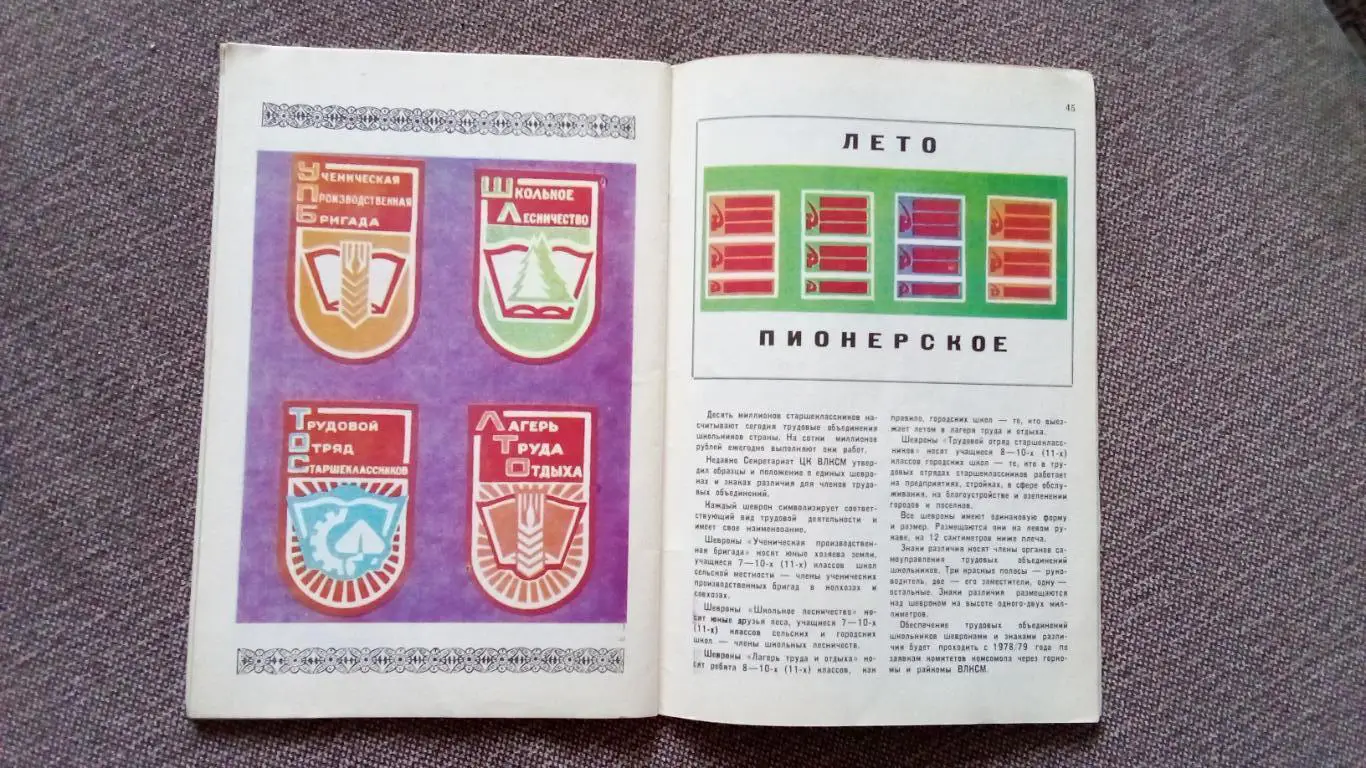 УЧЕНИЧЕСКАЯ
ПРОИЗВОДСТВЕННАЯ
БРИГАДА
ШКОЛЬНОЕ
ЛЕСНИЧЕСТВО
ТРУДОВОЙ
ОТРЯД
СТАРШЕКЛАССНИКОВ
ЛАГЕРЬ
ТРУДА
ОТДЫХА
45
ЛЕТО
ПИОНЕРСКОЕ
Десять миллионов старшеклассников на-
считывают сегодня трудовые объединения
школьников страны. На сотни миллионов
рублей ежегодно выполняют они работ.
Недавно Секретариат ЦК ВЛКСМ утвер-
дил образцы и положение о единых шевро-
нах и знаках различия для членов трудо-
вых объединений.
Каждый шеврон символизирует соответ-
ствующий вид трудовой деятельности и
имеет свое наименование.
Шевроны «Ученическая производствен-
ная бригада» носят юные хозяева земли,
учащиеся 7—10-х (11-х) классов школ
сельской местности — члены ученических
производственных бригад в колхозах и
совхозах.
Шевроны «Школьное лесничество» но-
сят юные друзья леса, учащиеся 7—10-х
(11-х) классов сельских и городских
школ — члены школьных лесничеств.
Шевроны «Лагерь труда и отдыха» но-
сят ребята 8—10-х (11-х) классов, как
правило, городских школ — те, кто выез-
жает летом в лагеря труда и отдыха.
Шевроны «Трудовой отряд старшекласс-
ников» носят учащиеся 8—10-х (11-х)
классов городских школ — те, кто в тру-
довых отрядах старшеклассников работает
на предприятиях, стройках, в сфере обслу-
живания, на благоустройстве и озеленении
городов и поселков.
Все шевроны имеют одинаковую форму
и размер. Размещаются они на левом ру-
каве, на 12 сантиметров ниже плеча.
Знаки различия носят члены органов са-
моуправления трудовых объединений
школьников. Три красные полосы — руко-
водитель, две — его заместители, одну —
остальные. Знаки различия размещаются
над шевроном на высоте одного-двух мил-
лиметров.
Обеспечение трудовых объединений
школьников шевронами и знаками разли-
чия будет проходить с 1978/79 года по
заявкам комитетов комсомола через горко-
мы и райкомы ВЛКСМ.